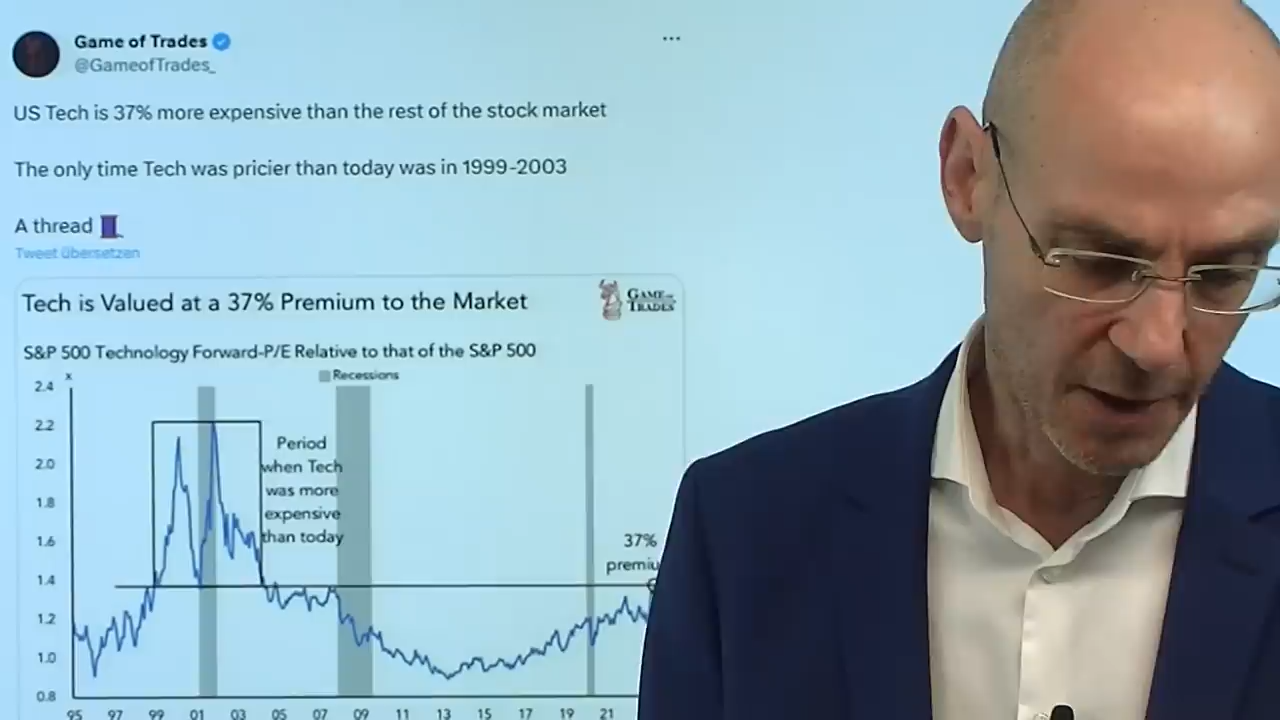 Game of Trades
@GameofTrades_
...
US Tech is 37% more expensive than the rest of the stock market
The only time Tech was pricier than today was in 1999-2003
A thread
Tweet übersetzen
Tech is Valued at a 37% Premium to the Market
GAME OF
TRADES
S&P 500 Technology Forward-P/E Relative to that of the S&P 500
x
Recessions
2.4
2.2
2.0
1.8
1.6
1.4
1.2
1.0
0.8
Period
when Tech
was more
expensive
than today
37%
premiu
95 97 99 01 03 05 07 09 11 13 15 17 19 21